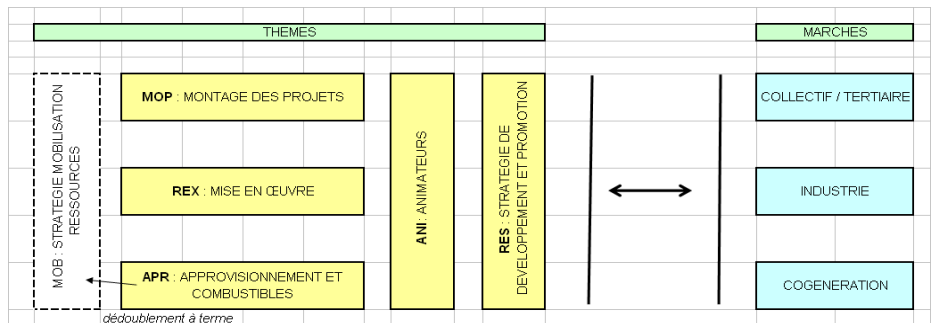 THEMES
MARCHES
MOB : STRATEGIE MOBILISATION
RESSOURCES
MOP : MONTAGE DES PROJETS
REX : MISE EN ŒUVRE
APR : APPROVISIONNEMENT ET
COMBUSTIBLES
dédoublement à terme
ANI : ANIMATEURS
RES : STRATEGIE DE
DEVELOPPEMENT ET PROMOTION
COLLECTIF / TERTIAIRE
INDUSTRIE
COGENERATION